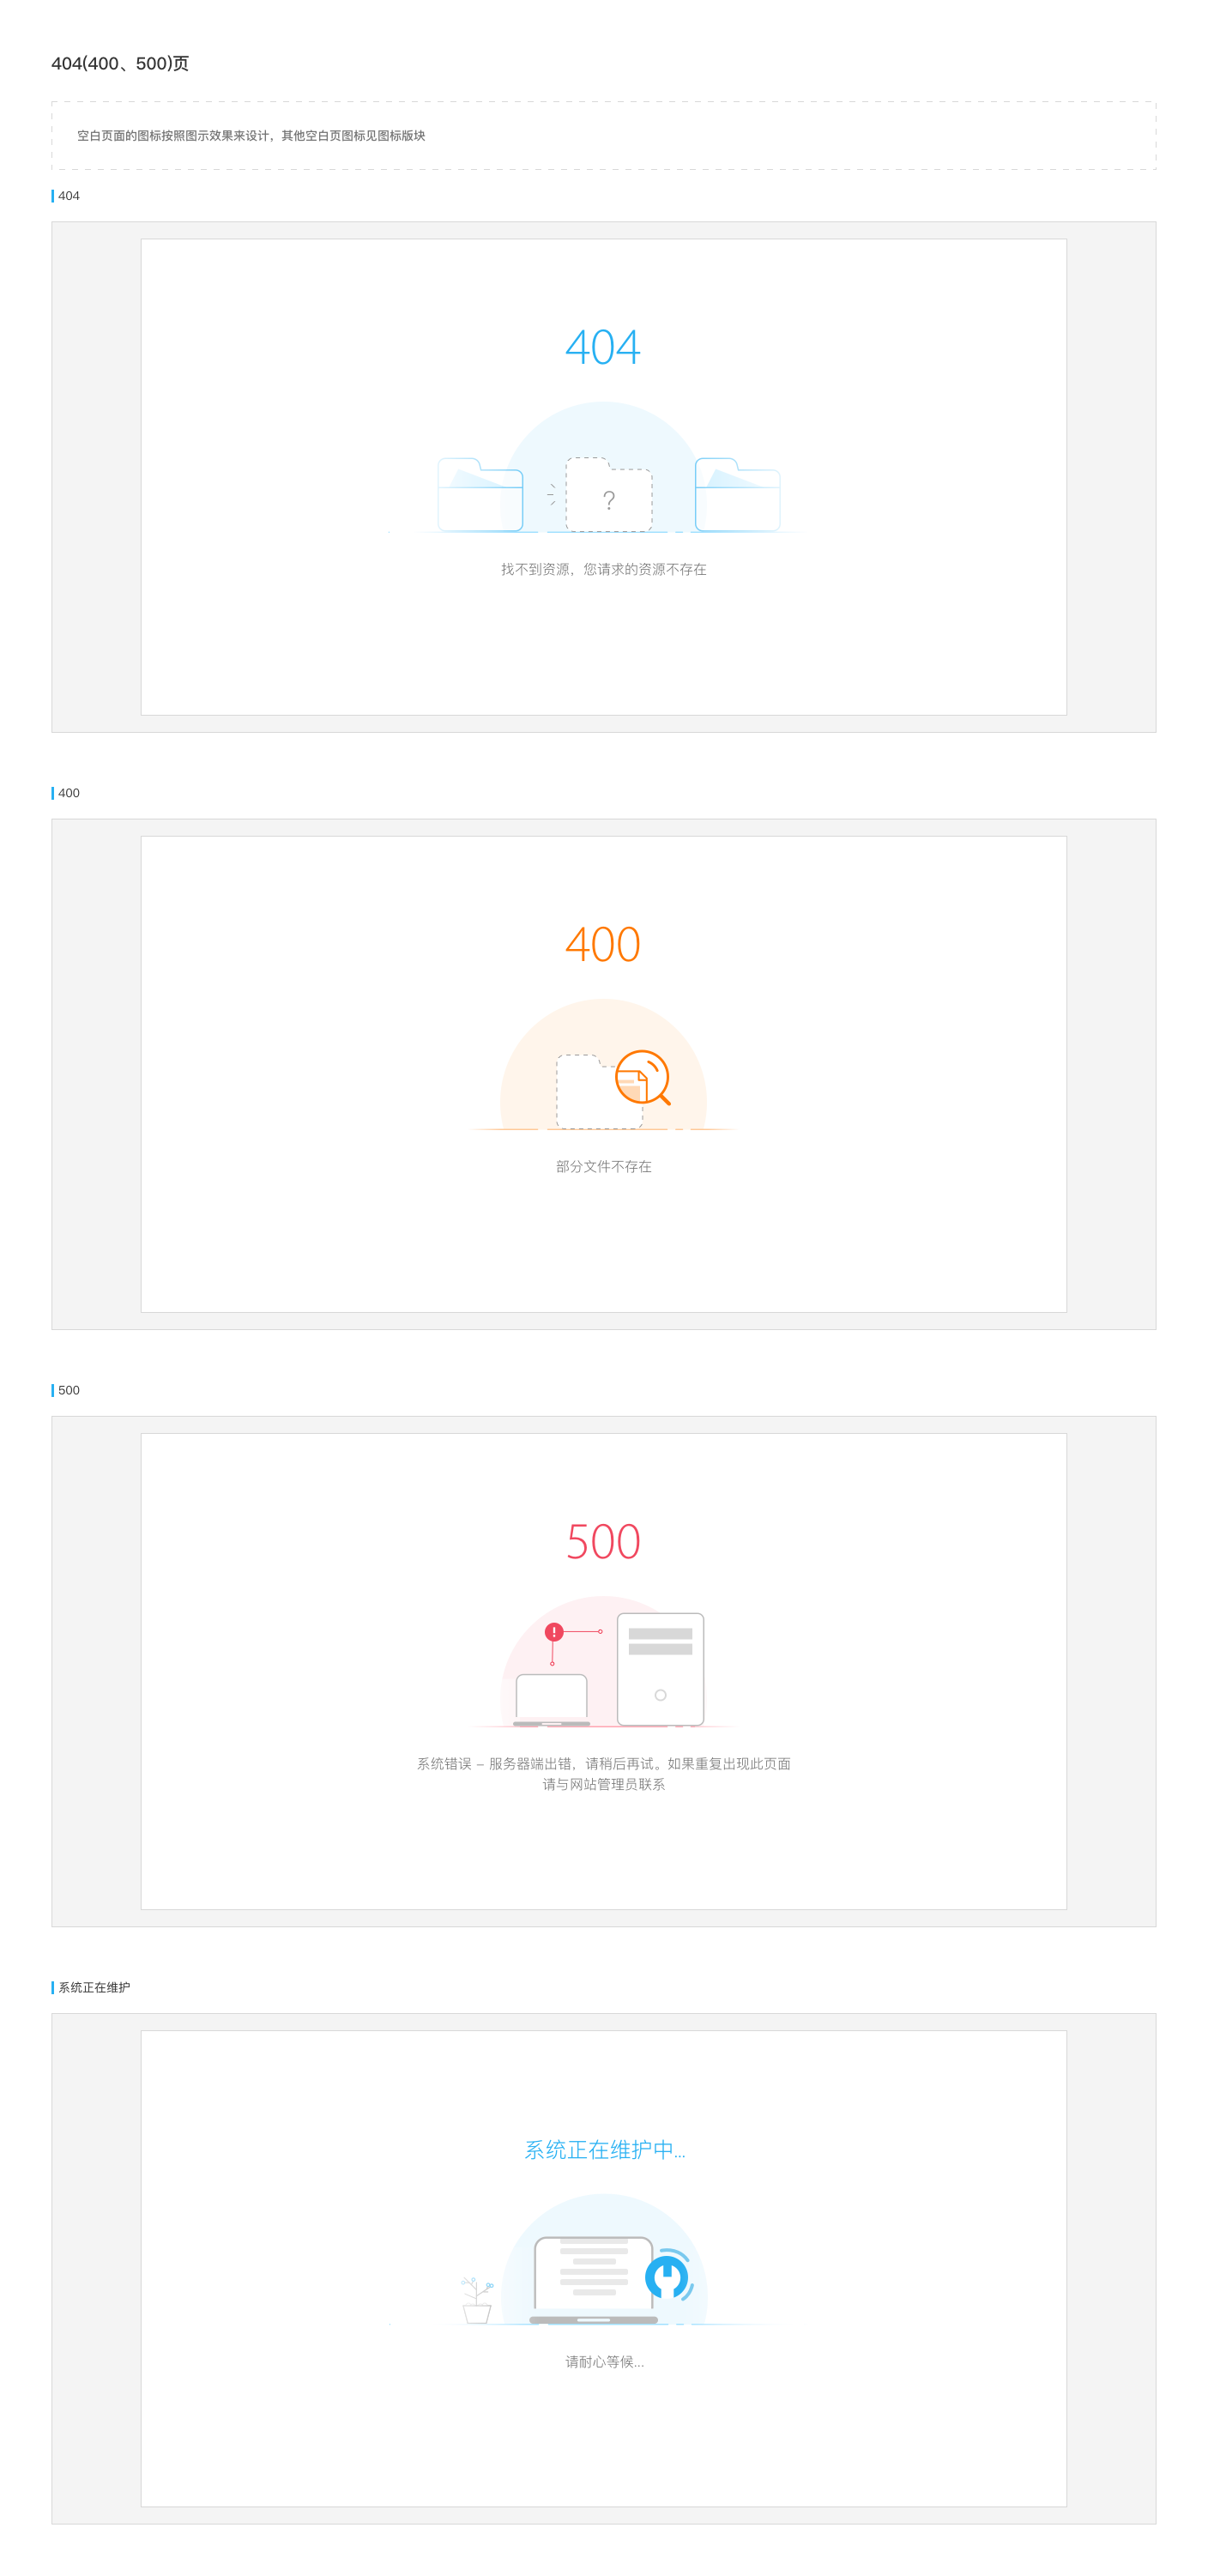 404(400、500)页
空白页面的图标按照图示效果来设计，其他空白页图标见图标版块
404
404
?
找不到资源，您请求的资源不存在
400
400
部分文件不存在
500
500
系统错误 – 服务器端出错，请稍后再试。如果重复出现此页面
请与网站管理员联系
系统正在维护
系统正在维护中...
请耐心等候...